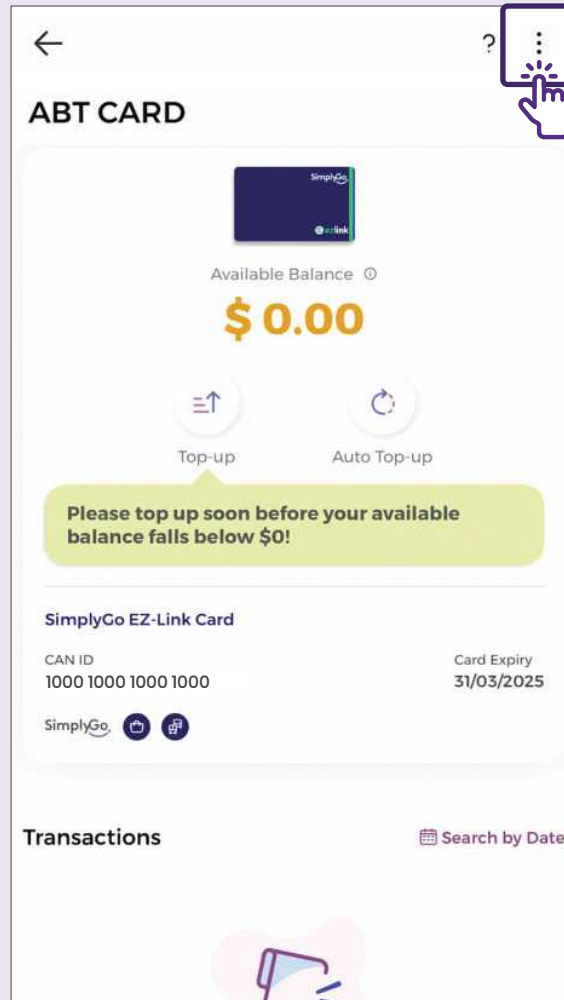 ?
ABT CARD
SimplyGo
ezlink
Available Balance
$ 0.00
Top-up
Auto Top-up
Please top up soon before your available
balance falls below $0!
SimplyGo EZ-Link Card
CAN ID
Card Expiry
1000 1000 1000 1000
31/03/2025
SimplyGo
Transactions
Search by Date